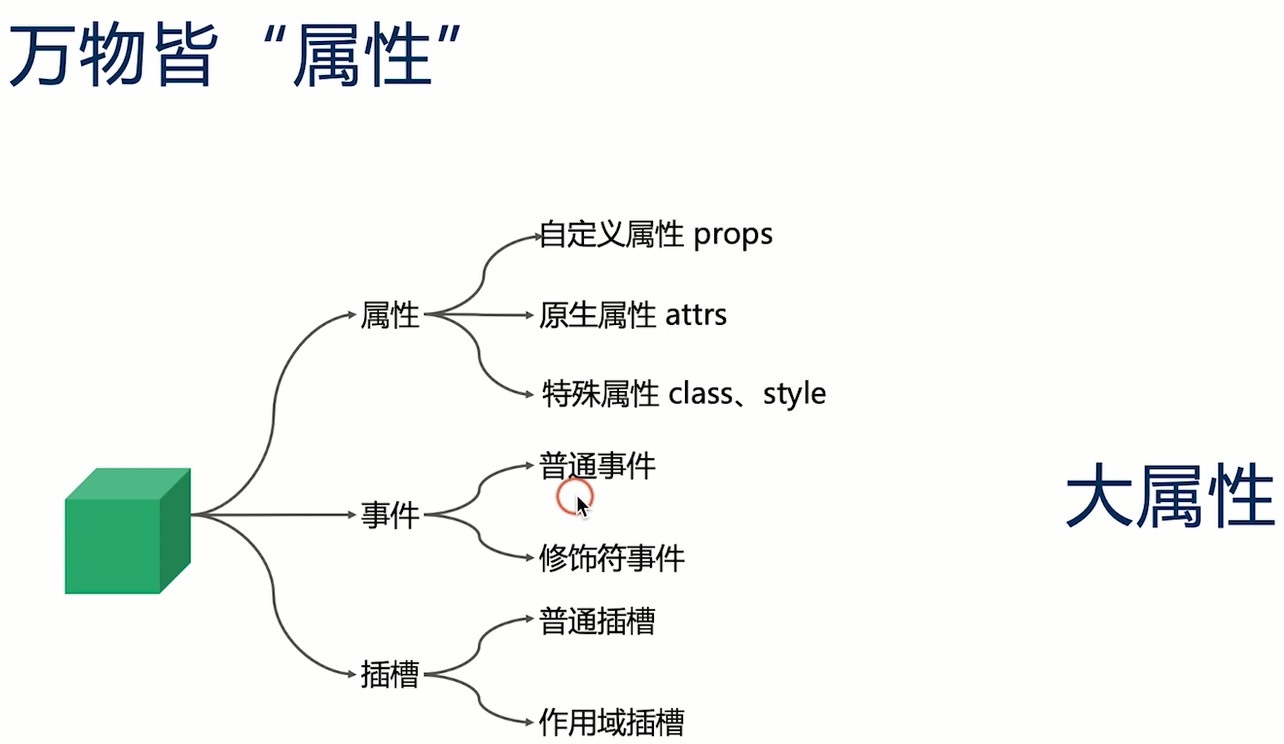 万物皆“属性”
自定义属性 props
属性
原生属性 attrs
特殊属性 class、style
普通事件
事件
修饰符事件
大属性
普通插槽
插槽
作用域插槽